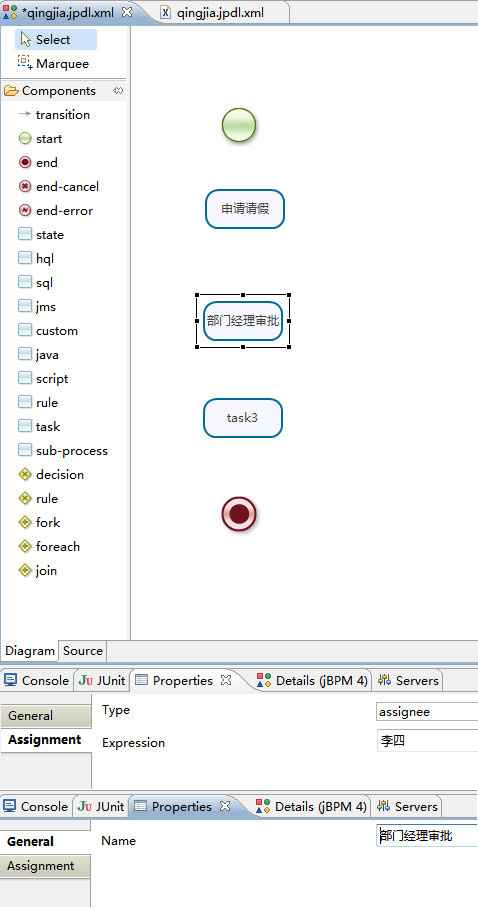 *qingjia.jpdl.xml
qingjia.jpdl.xml
Select
Marquee
Components
transition
start
end
end-cancel
end-error
state
hql
sql
jms
custom
java
script
rule
task
sub-process
decision
rule
fork
foreach
join
申请请假
部门经理审批
task3
Diagram
Source
Console
JU JUnit
Properties
Details (jBPM 4)
Servers
General
Assignment
Type
assignee
Expression
李四
Console
JU JUnit
Properties
Details (jBPM 4)
Servers
General
Assignment
Name
部门经理审批